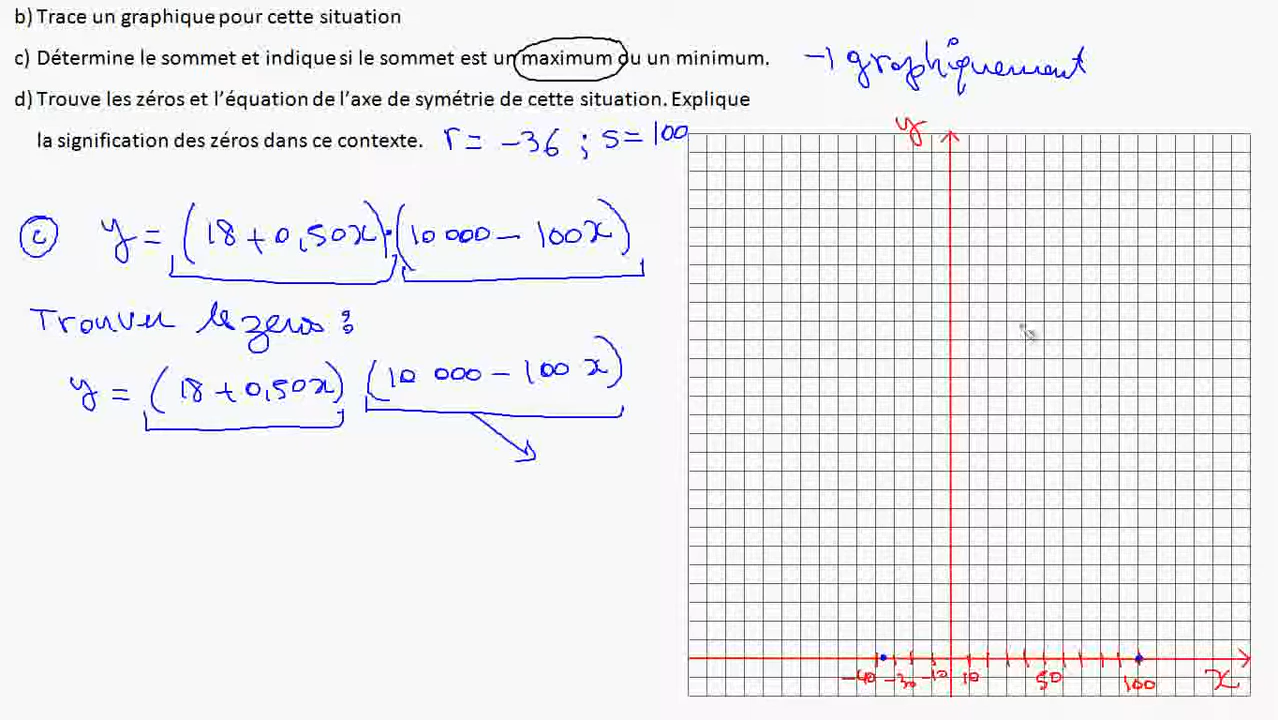 b) Trace un graphique pour cette situation
c) Détermine le sommet et indique si le sommet est un maximum ou un minimum.
→ graphiquement
d) Trouve les zéros et l'équation de l'axe de symétrie de cette situation. Explique
la signification des zéros dans ce contexte. r = -36 ; s = 100
y
c y = (18 + 0,50x)·(10 000 - 100x)
Trouver le zeros :
y = (18 + 0,50x) (10 000 - 100 x)
-40 -30 -10 10 50 100 x